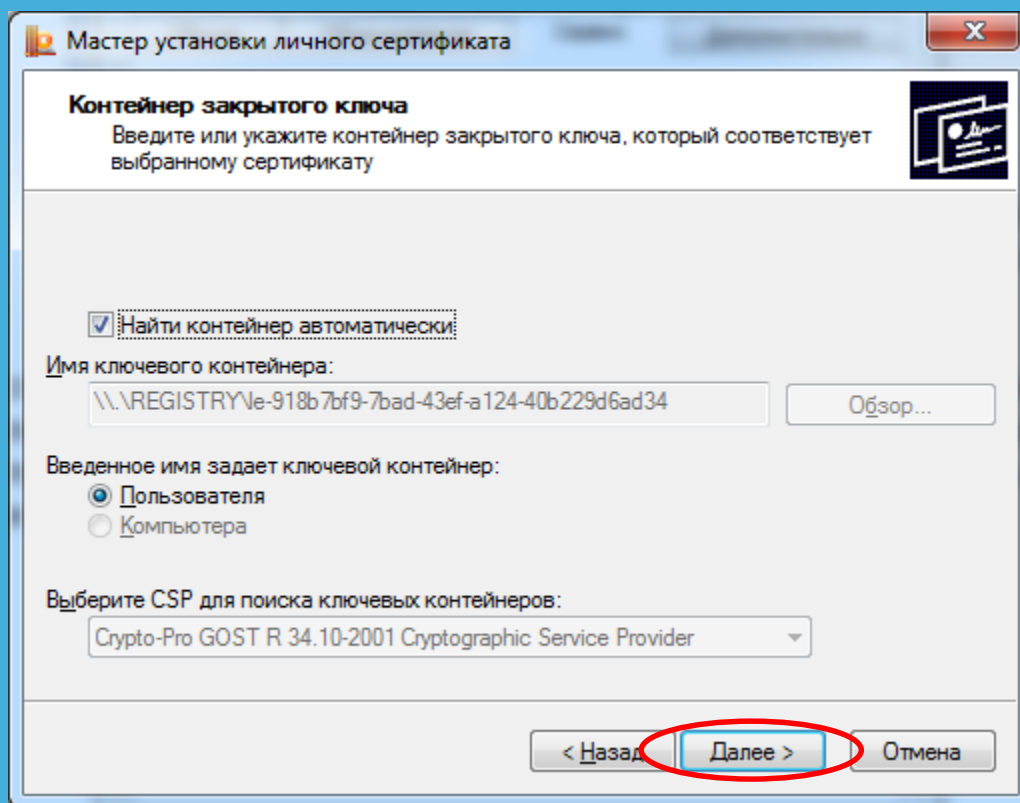 Мастер установки личного сертификата
Контейнер закрытого ключа
Введите или укажите контейнер закрытого ключа, который соответствует
выбранному сертификату
Найти контейнер автоматически
Имя ключевого контейнера:
\\.\REGISTRY\le-918b7bf9-7bad-43ef-a124-40b229d6ad34
Обзор...
Введенное имя задает ключевой контейнер:
Пользователя
Компьютера
Выберите CSP для поиска ключевых контейнеров:
Crypto-Pro GOST R 34.10-2001 Cryptographic Service Provider
< Назад Далее > Отмена